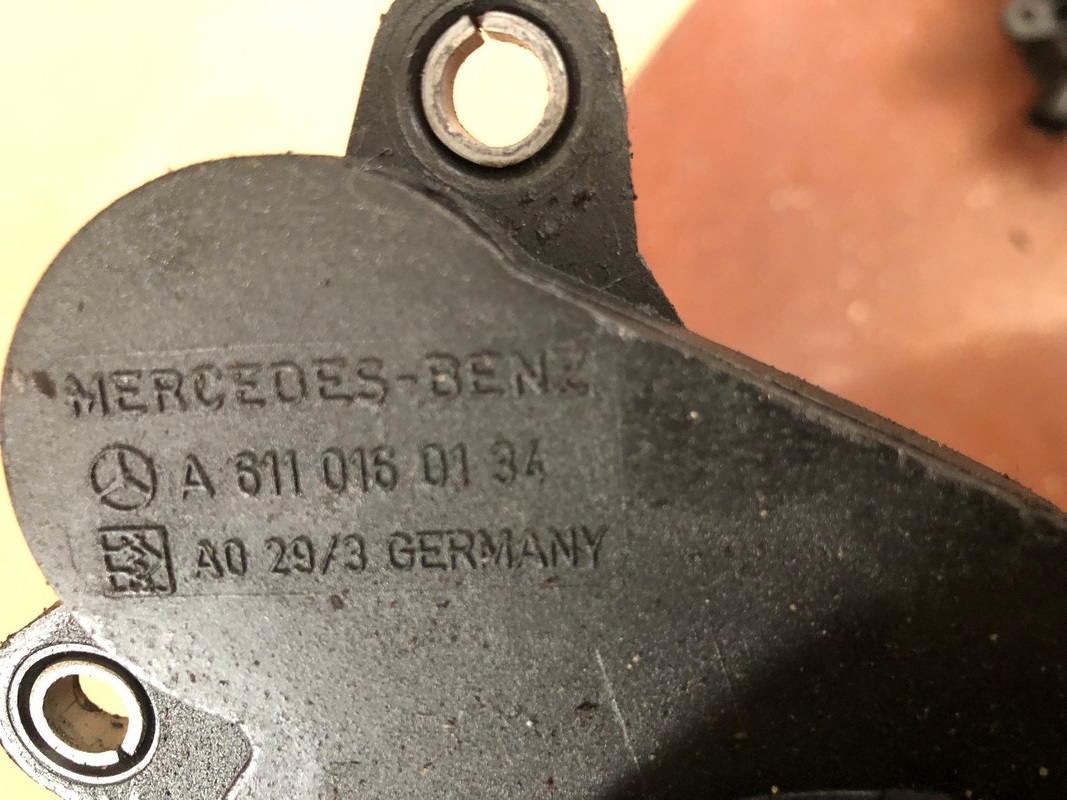 MERCEDES-BENZ
A 611 016 01 34
A0 29/3 GERMANY